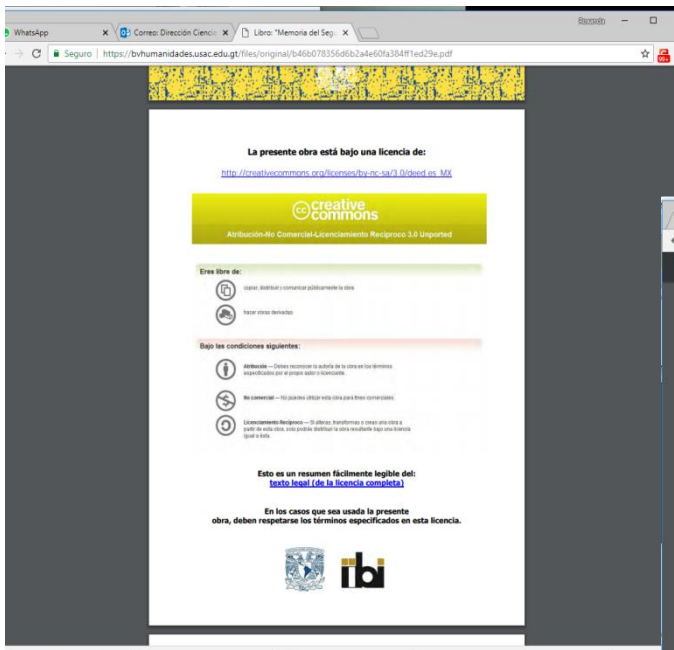 WhatsApp
Correo: Dirección Ciencia
Libro: "Memoria del Seg
Seguro
https://bvhumanidades.usac.edu.gt/files/original/b46b078356d6b2a4e60fa384ff1ed29e.pdf
99+
La presente obra está bajo una licencia de:
http://creativecommons.org/licenses/by-nc-sa/3.0/deed.es_MX
cc creative
commons
Atribución-No Comercial-Licenciamiento Recíproco 3.0 Unported
Eres libre de:
copiar, distribuir y comunicar públicamente la obra
hacer obras derivadas
Bajo las condiciones siguientes:
Atribución — Debes reconocer la autoría de la obra en los términos
especificados por el propio autor o licenciante.
No comercial — No puedes utilizar esta obra para fines comerciales.
Licenciamiento Recíproco — Si alteras, transformas o creas una obra a
partir de esta obra, solo podrás distribuir la obra resultante bajo una licencia
igual a ésta.
Esto es un resumen fácilmente legible del:
texto legal (de la licencia completa)
En los casos que sea usada la presente
obra, deben respetarse los términos especificados en esta licencia.
iibi